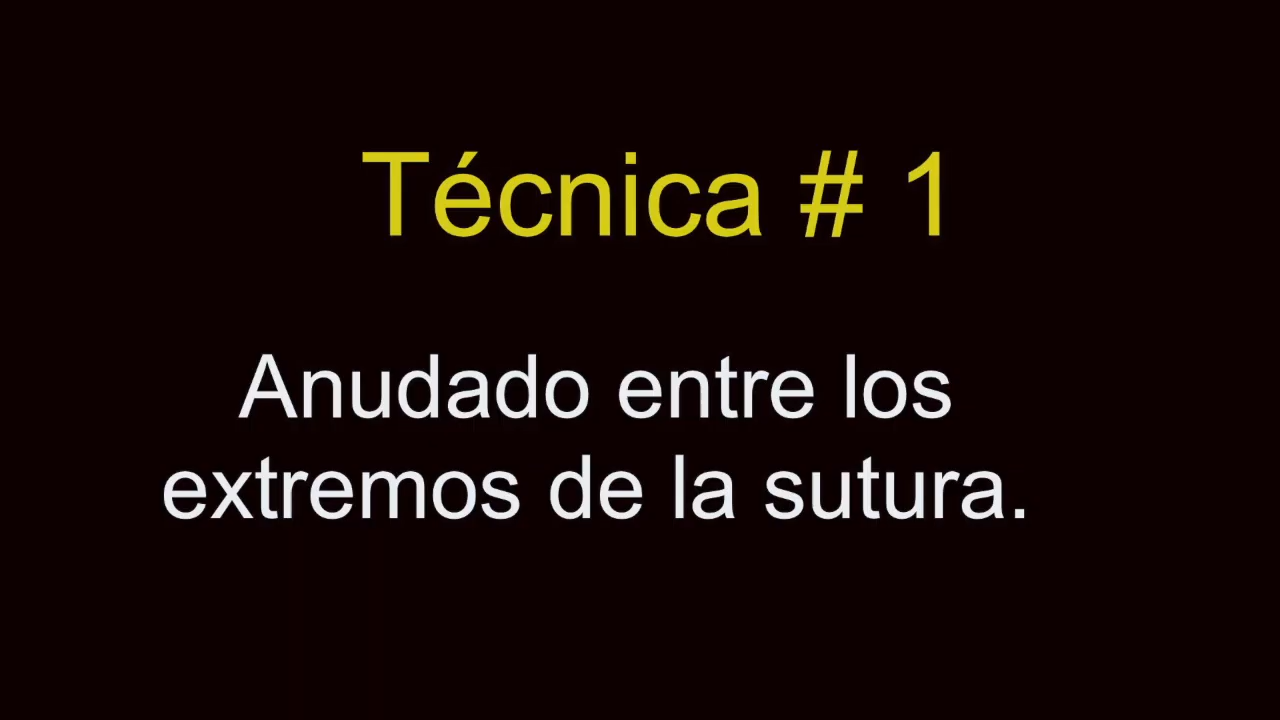 Técnica # 1
Anudado entre los
extremos de la sutura.